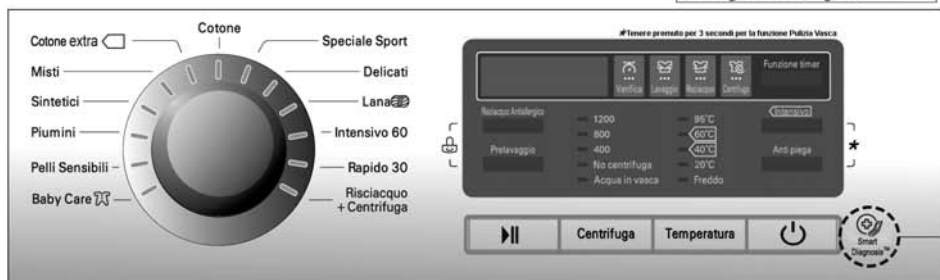 *Tenere premuto per 3 secondi per la funzione Pulizia Vasca
Cotone
Cotone extra
Speciale Sport
Misti
Delicati
Sintetici
Lana
Piumini
Intensivo 60
Pelli Sensibili
Rapido 30
Baby Care
Risciacquo
+ Centrifuga
Verifica
Lavaggio
Risciacquo
Centrifuga
Funzione timer
Risciacquo Antiallergico
Prelavaggio
1200
800
400
No centrifuga
Acqua in vasca
95°C
60°C
40°C
20°C
Freddo
Anti piega
*
Centrifuga
Temperatura
Smart
Diagnosis™